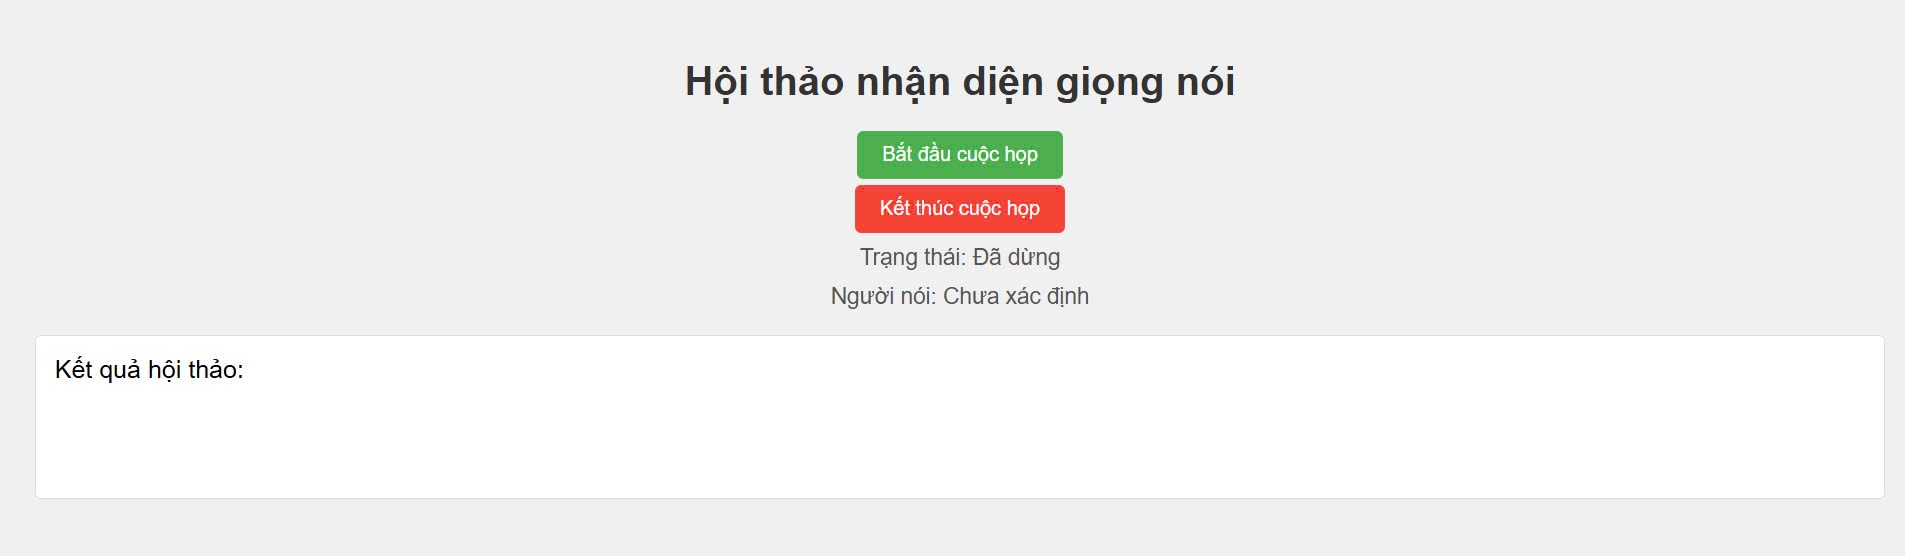 Hội thảo nhận diện giọng nói
Bắt đầu cuộc họp
Kết thúc cuộc họp
Trạng thái: Đã dừng
Người nói: Chưa xác định
Kết quả hội thảo: